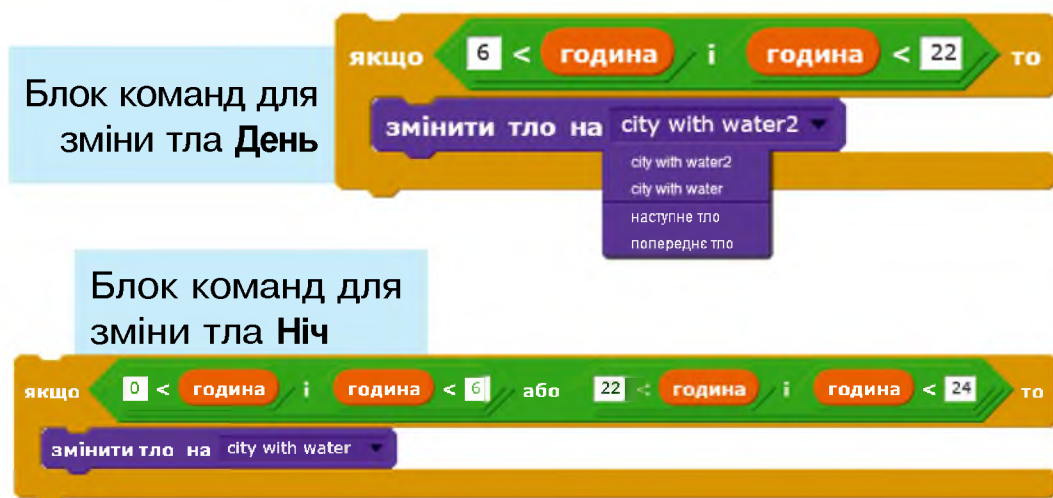 якщо 6 < година і година < 22 то
Блок команд для
зміни тла День
змінити тло на city with water2
city with water2
city with water
наступне тло
попереднє тло
Блок команд для
зміни тла Ніч
якщо 0 < година і година < 6 або 22 < година і година < 24 то
змінити тло на city with water